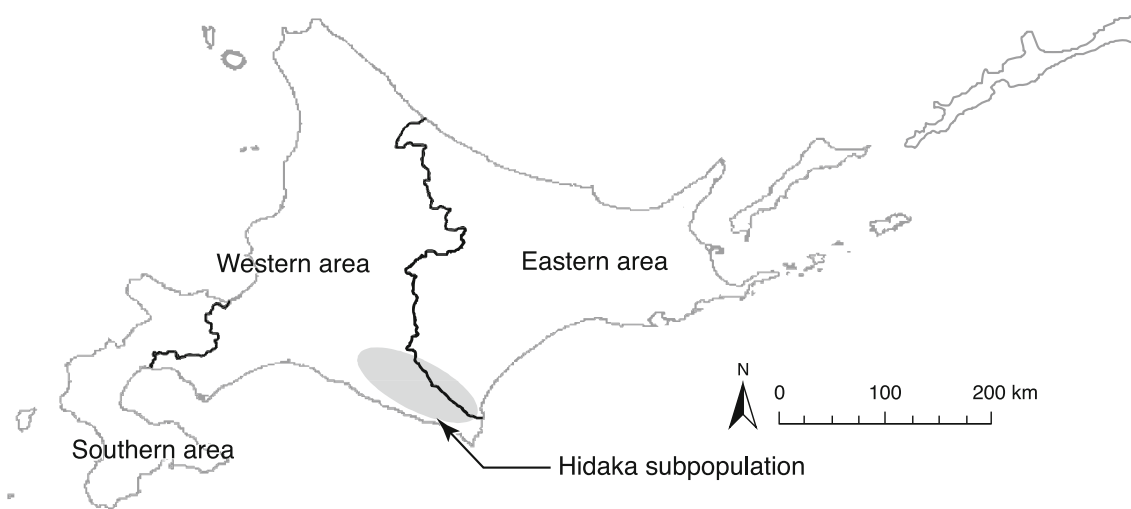 Western area
Eastern area
Southern area
Hidaka subpopulation
N
0 100 200 km